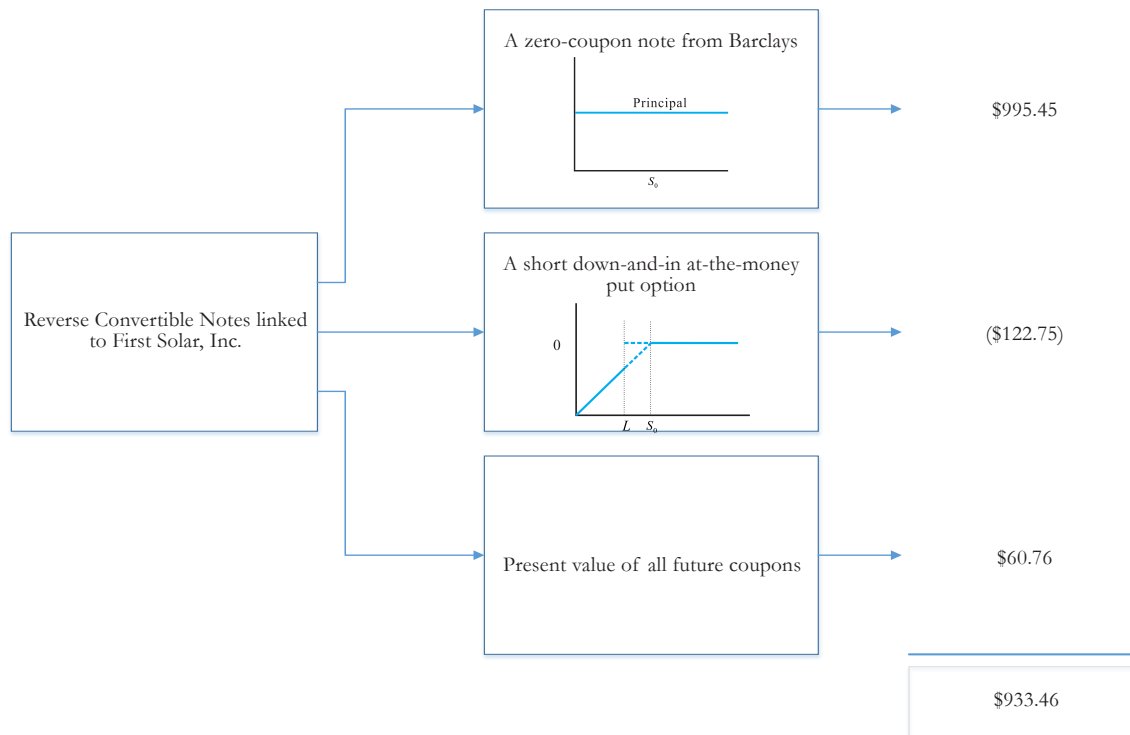 A zero-coupon note from Barclays
Principal
S₀
$995.45
Reverse Convertible Notes linked
to First Solar, Inc.
A short down-and-in at-the-money
put option
0
L S₀
($122.75)
Present value of all future coupons
$60.76
$933.46